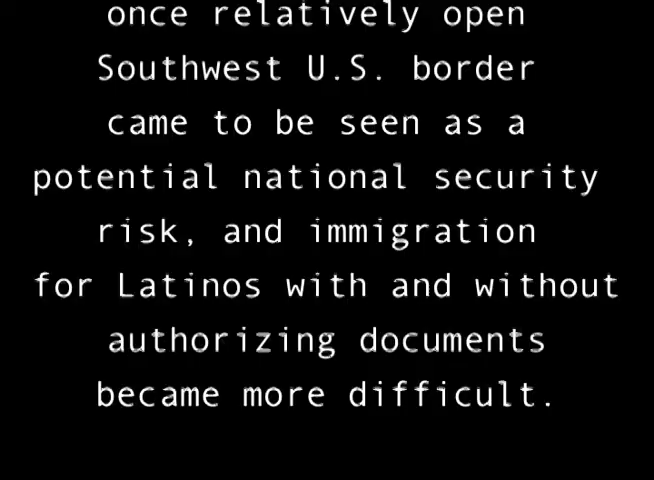 once relatively open
Southwest U.S. border
came to be seen as a
potential national security
risk, and immigration
for Latinos with and without
authorizing documents
became more difficult.